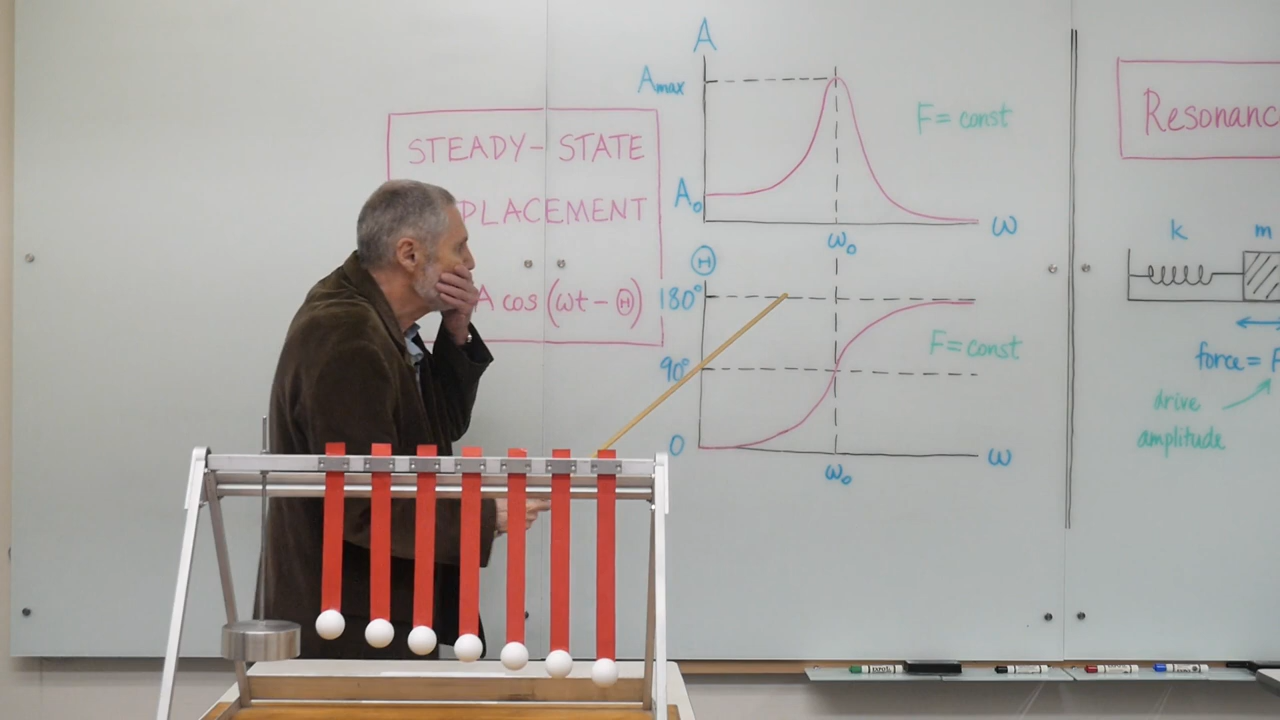 STEADY-STATE
PLACEMENT
A cos (ωt - Θ)
A
Amax
A₀
F = const
ω₀
ω
Θ
180°
90°
0
F = const
ω₀
ω
Resonanc
k
m
force = F
drive
amplitude